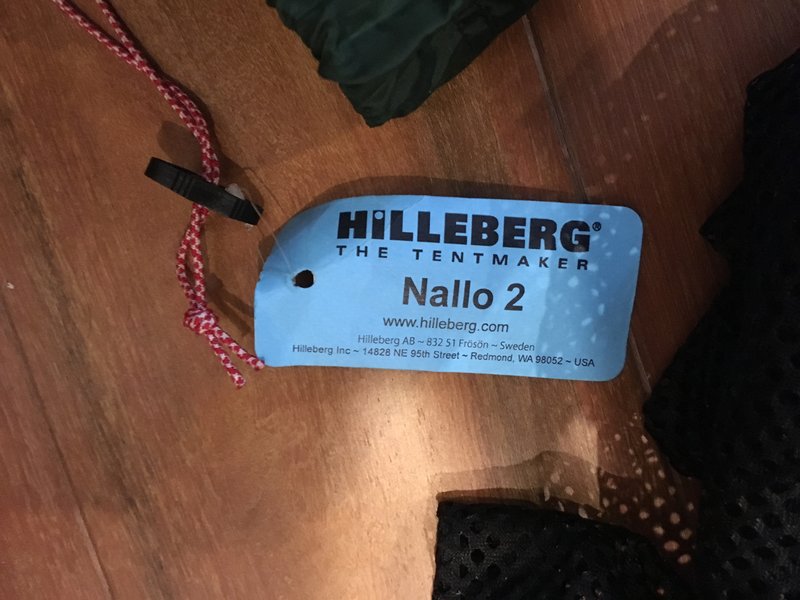 HiLLEBERG®
THE TENTMAKER
Nallo 2
www.hilleberg.com
Hilleberg AB ~ 832 51 Frösön ~ Sweden
Hilleberg Inc ~ 14828 NE 95th Street ~ Redmond, WA 98052 ~ USA